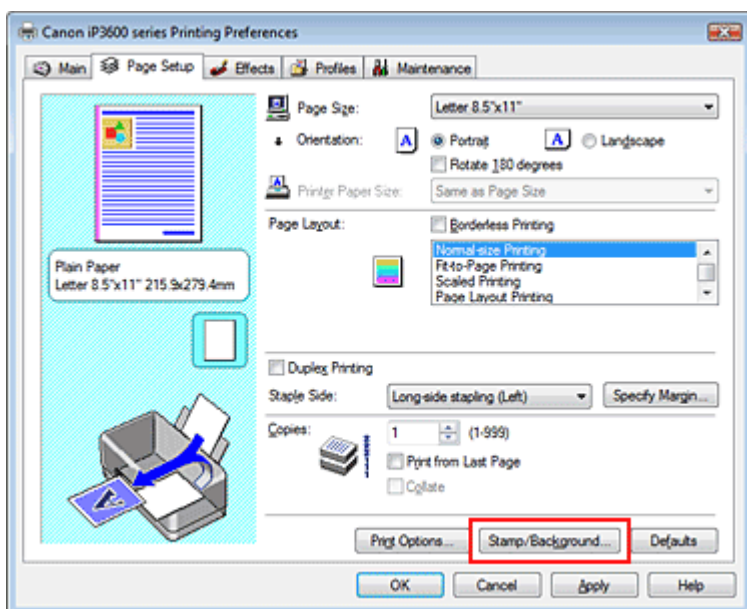 Canon iP3600 series Printing Preferences
Main Page Setup Effects Profiles Maintenance
Page Size: Letter 8.5"x11"
Orientation: A Portrait A Landscape
Rotate 180 degrees
Printer Paper Size: Same as Page Size
Page Layout: Borderless Printing
Normal-size Printing
Fit-to-Page Printing
Scaled Printing
Page Layout Printing
Plain Paper
Letter 8.5"x11" 215.9x279.4mm
Duplex Printing
Staple Side: Long-side stapling (Left) Specify Margin...
Copies: 1 (1-999)
Print from Last Page
Collate
Print Options... Stamp/Background... Defaults
OK Cancel Apply Help